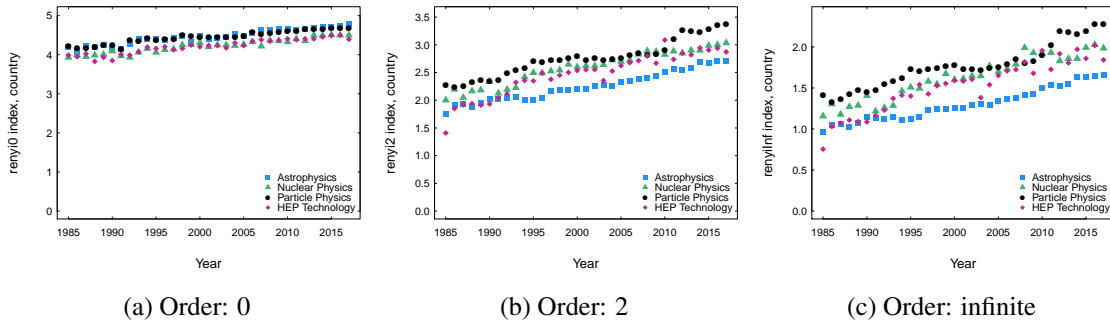 renyi0 index, country
5
4
3
2
1
0
Astrophysics
Nuclear Physics
Particle Physics
HEP Technology
1985 1990 1995 2000 2005 2010 2015
Year
(a) Order: 0
renyi2 index, country
3.5
3.0
2.5
2.0
1.5
1.0
0.5
0.0
Astrophysics
Nuclear Physics
Particle Physics
HEP Technology
1985 1990 1995 2000 2005 2010 2015
Year
(b) Order: 2
renyiInf index, country
2.0
1.5
1.0
0.5
0.0
Astrophysics
Nuclear Physics
Particle Physics
HEP Technology
1985 1990 1995 2000 2005 2010 2015
Year
(c) Order: infinite